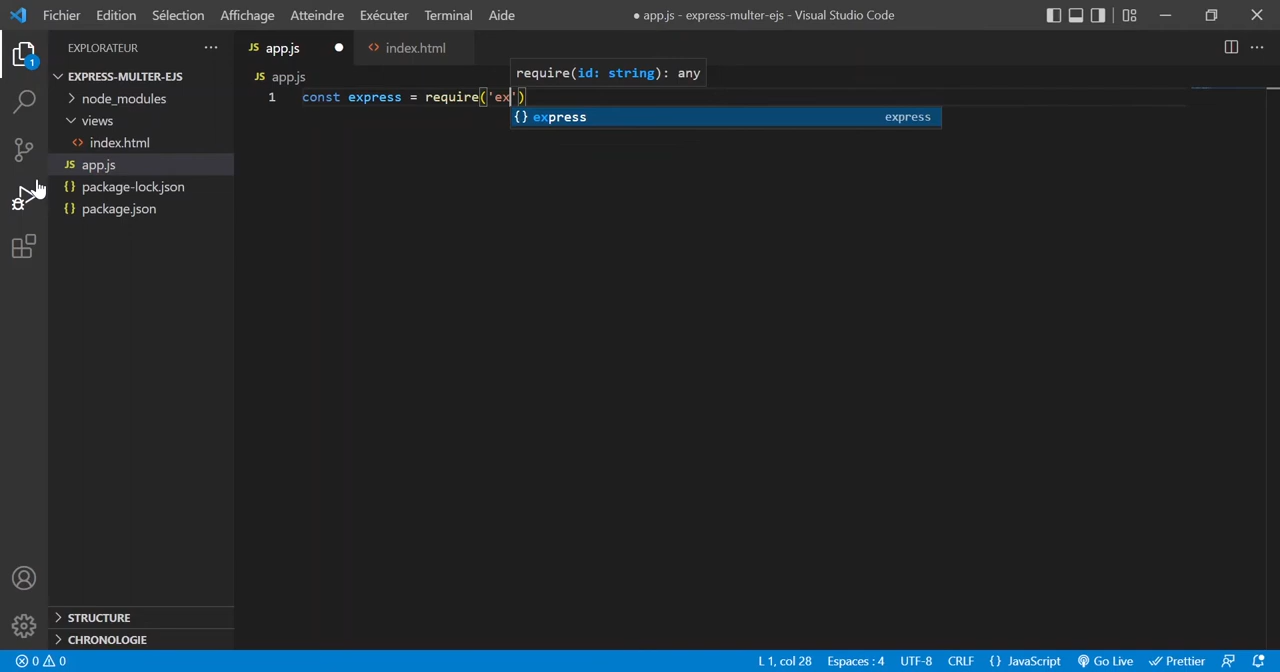 Fichier Edition Sélection Affichage Atteindre Exécuter Terminal Aide ● app.js - express-multer-ejs - Visual Studio Code
EXPLORATEUR
1
EXPRESS-MULTER-EJS
node_modules
views
<> index.html
JS app.js
{} package-lock.json
{} package.json
STRUCTURE
CHRONOLOGIE
JS app.js ●
<> index.html
JS app.js
require(id: string): any
1 const express = require('ex')
{} express express
0 0
L 1, col 28 Espaces : 4 UTF-8 CRLF {} JavaScript Go Live Prettier